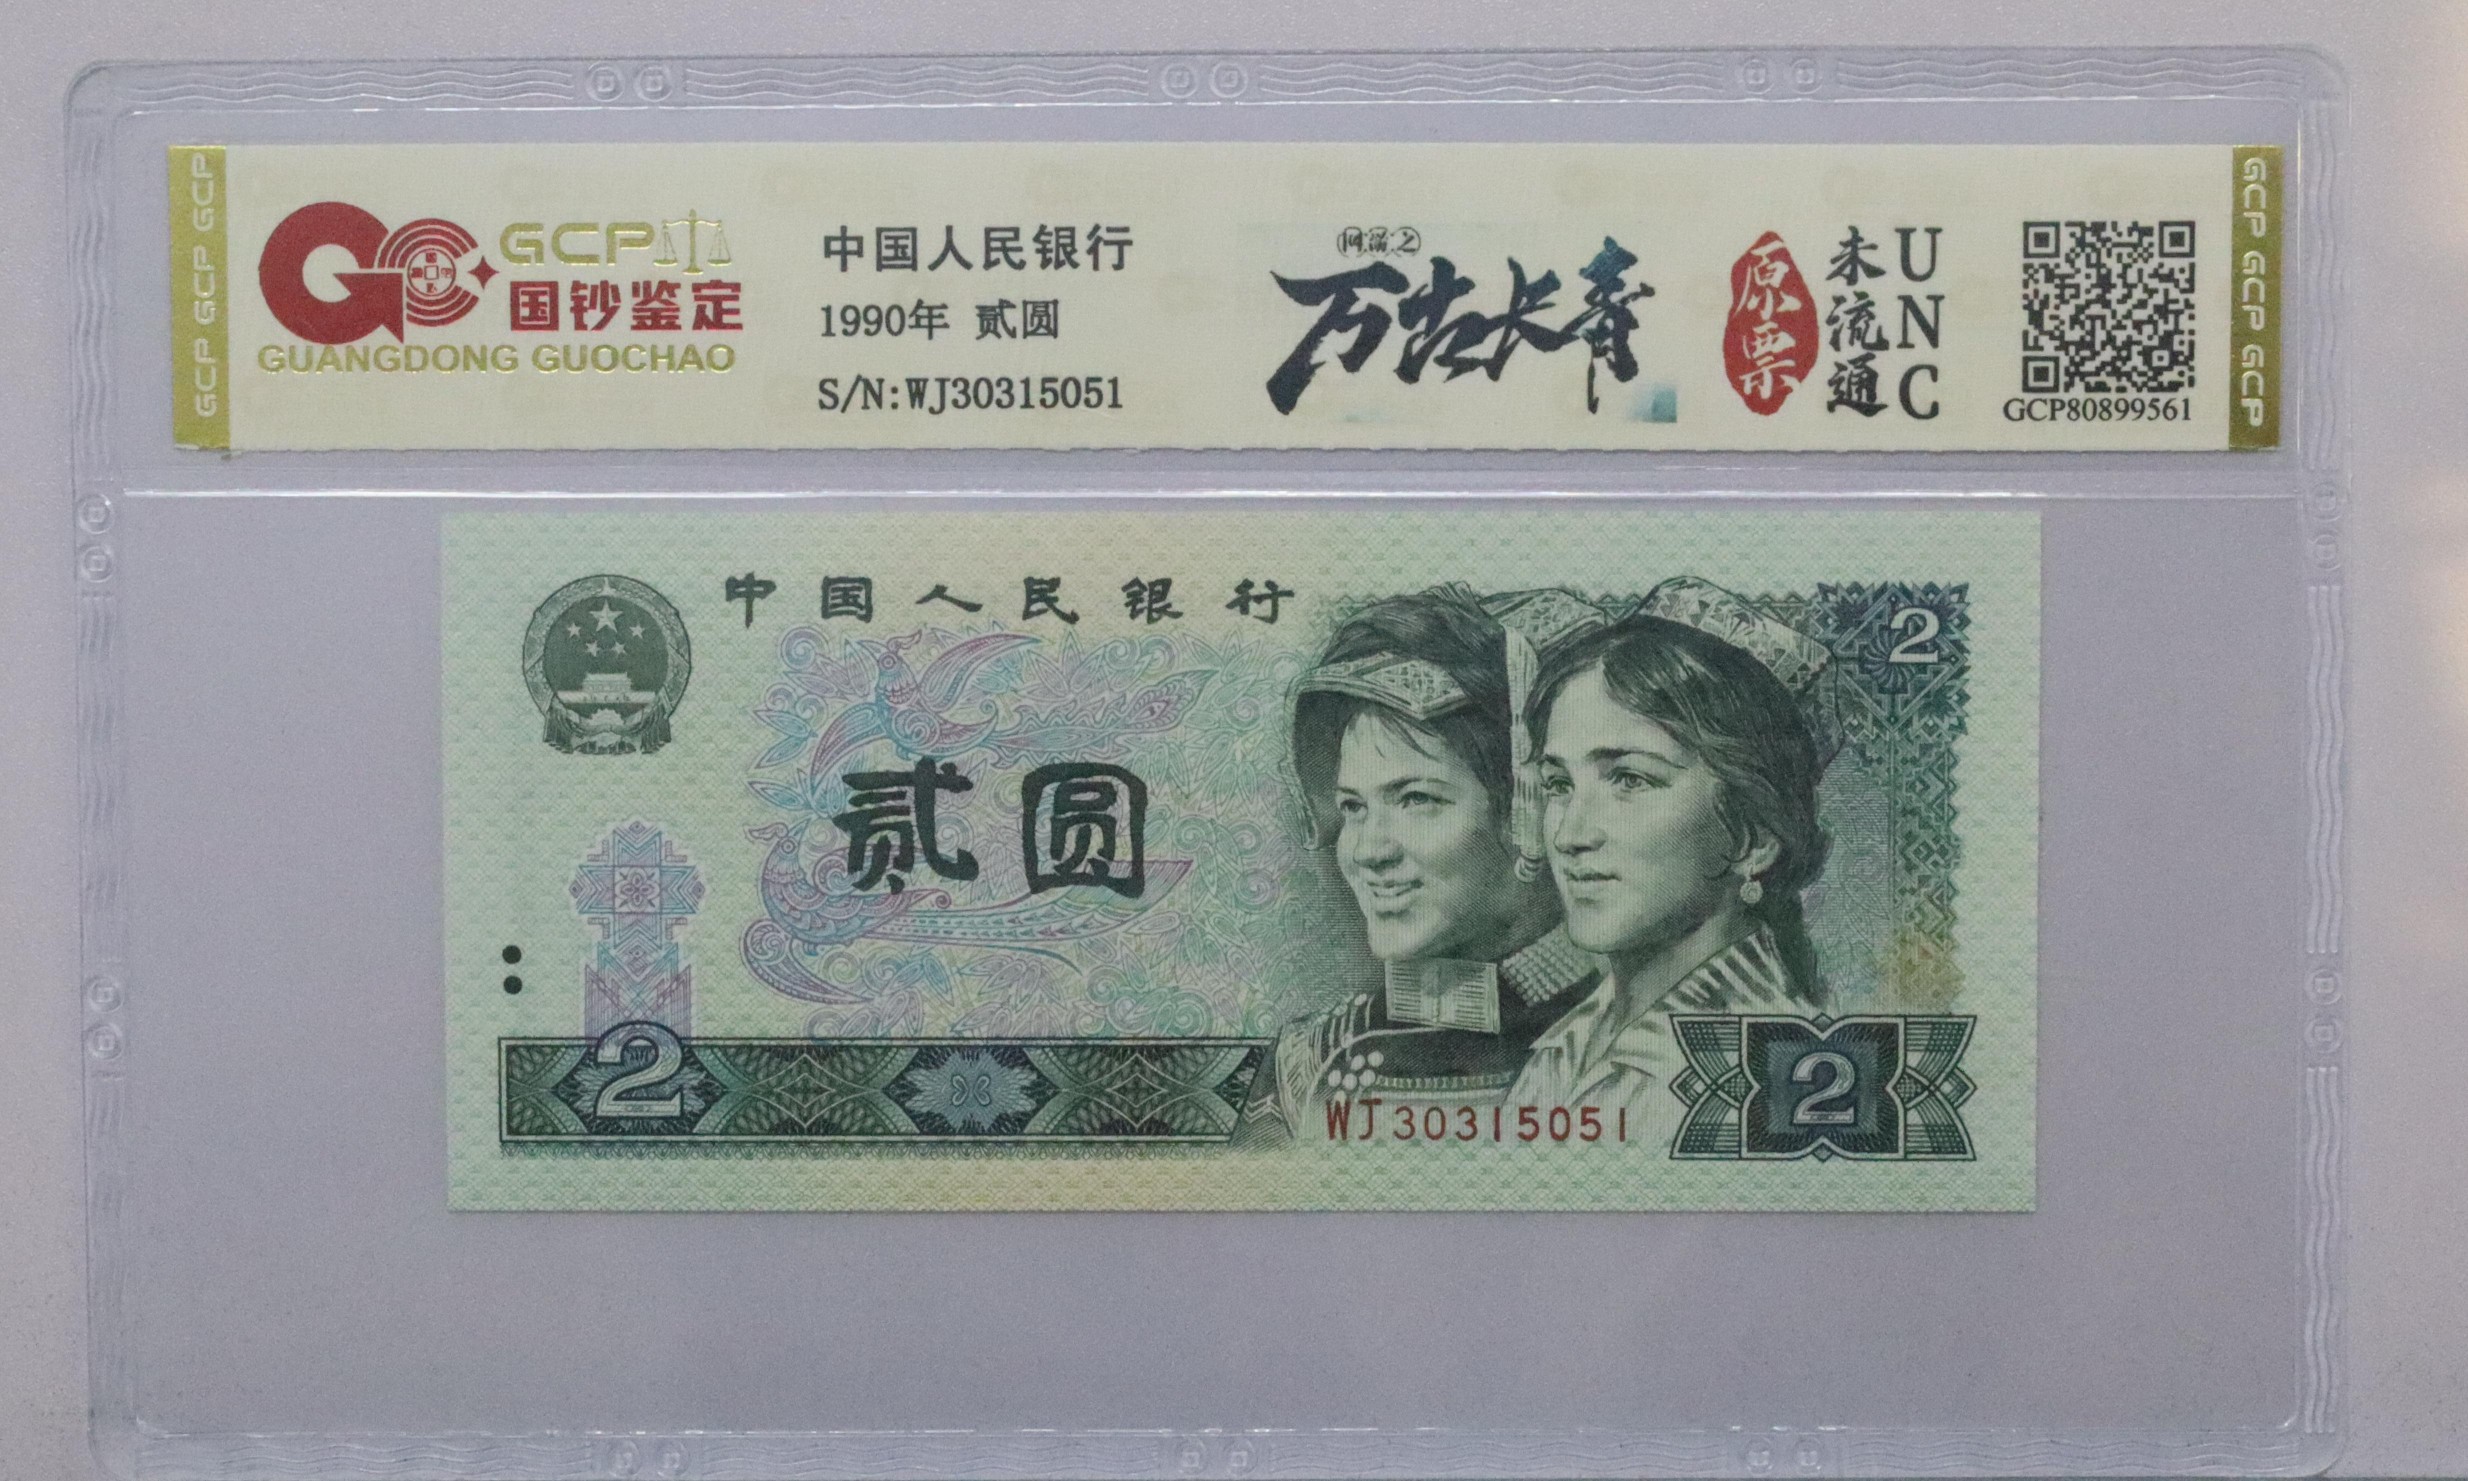 GCP GCP GCP
GCP
国钞鉴定
GUANGDONG GUOCHAO
中国人民银行
1990年 贰圆
S/N:WJ30315051
万古长青
原票
未流通
UNC
GCP80899561
GCP GCP GCP
中国人民银行
2
贰圆
2
WJ30315051
2